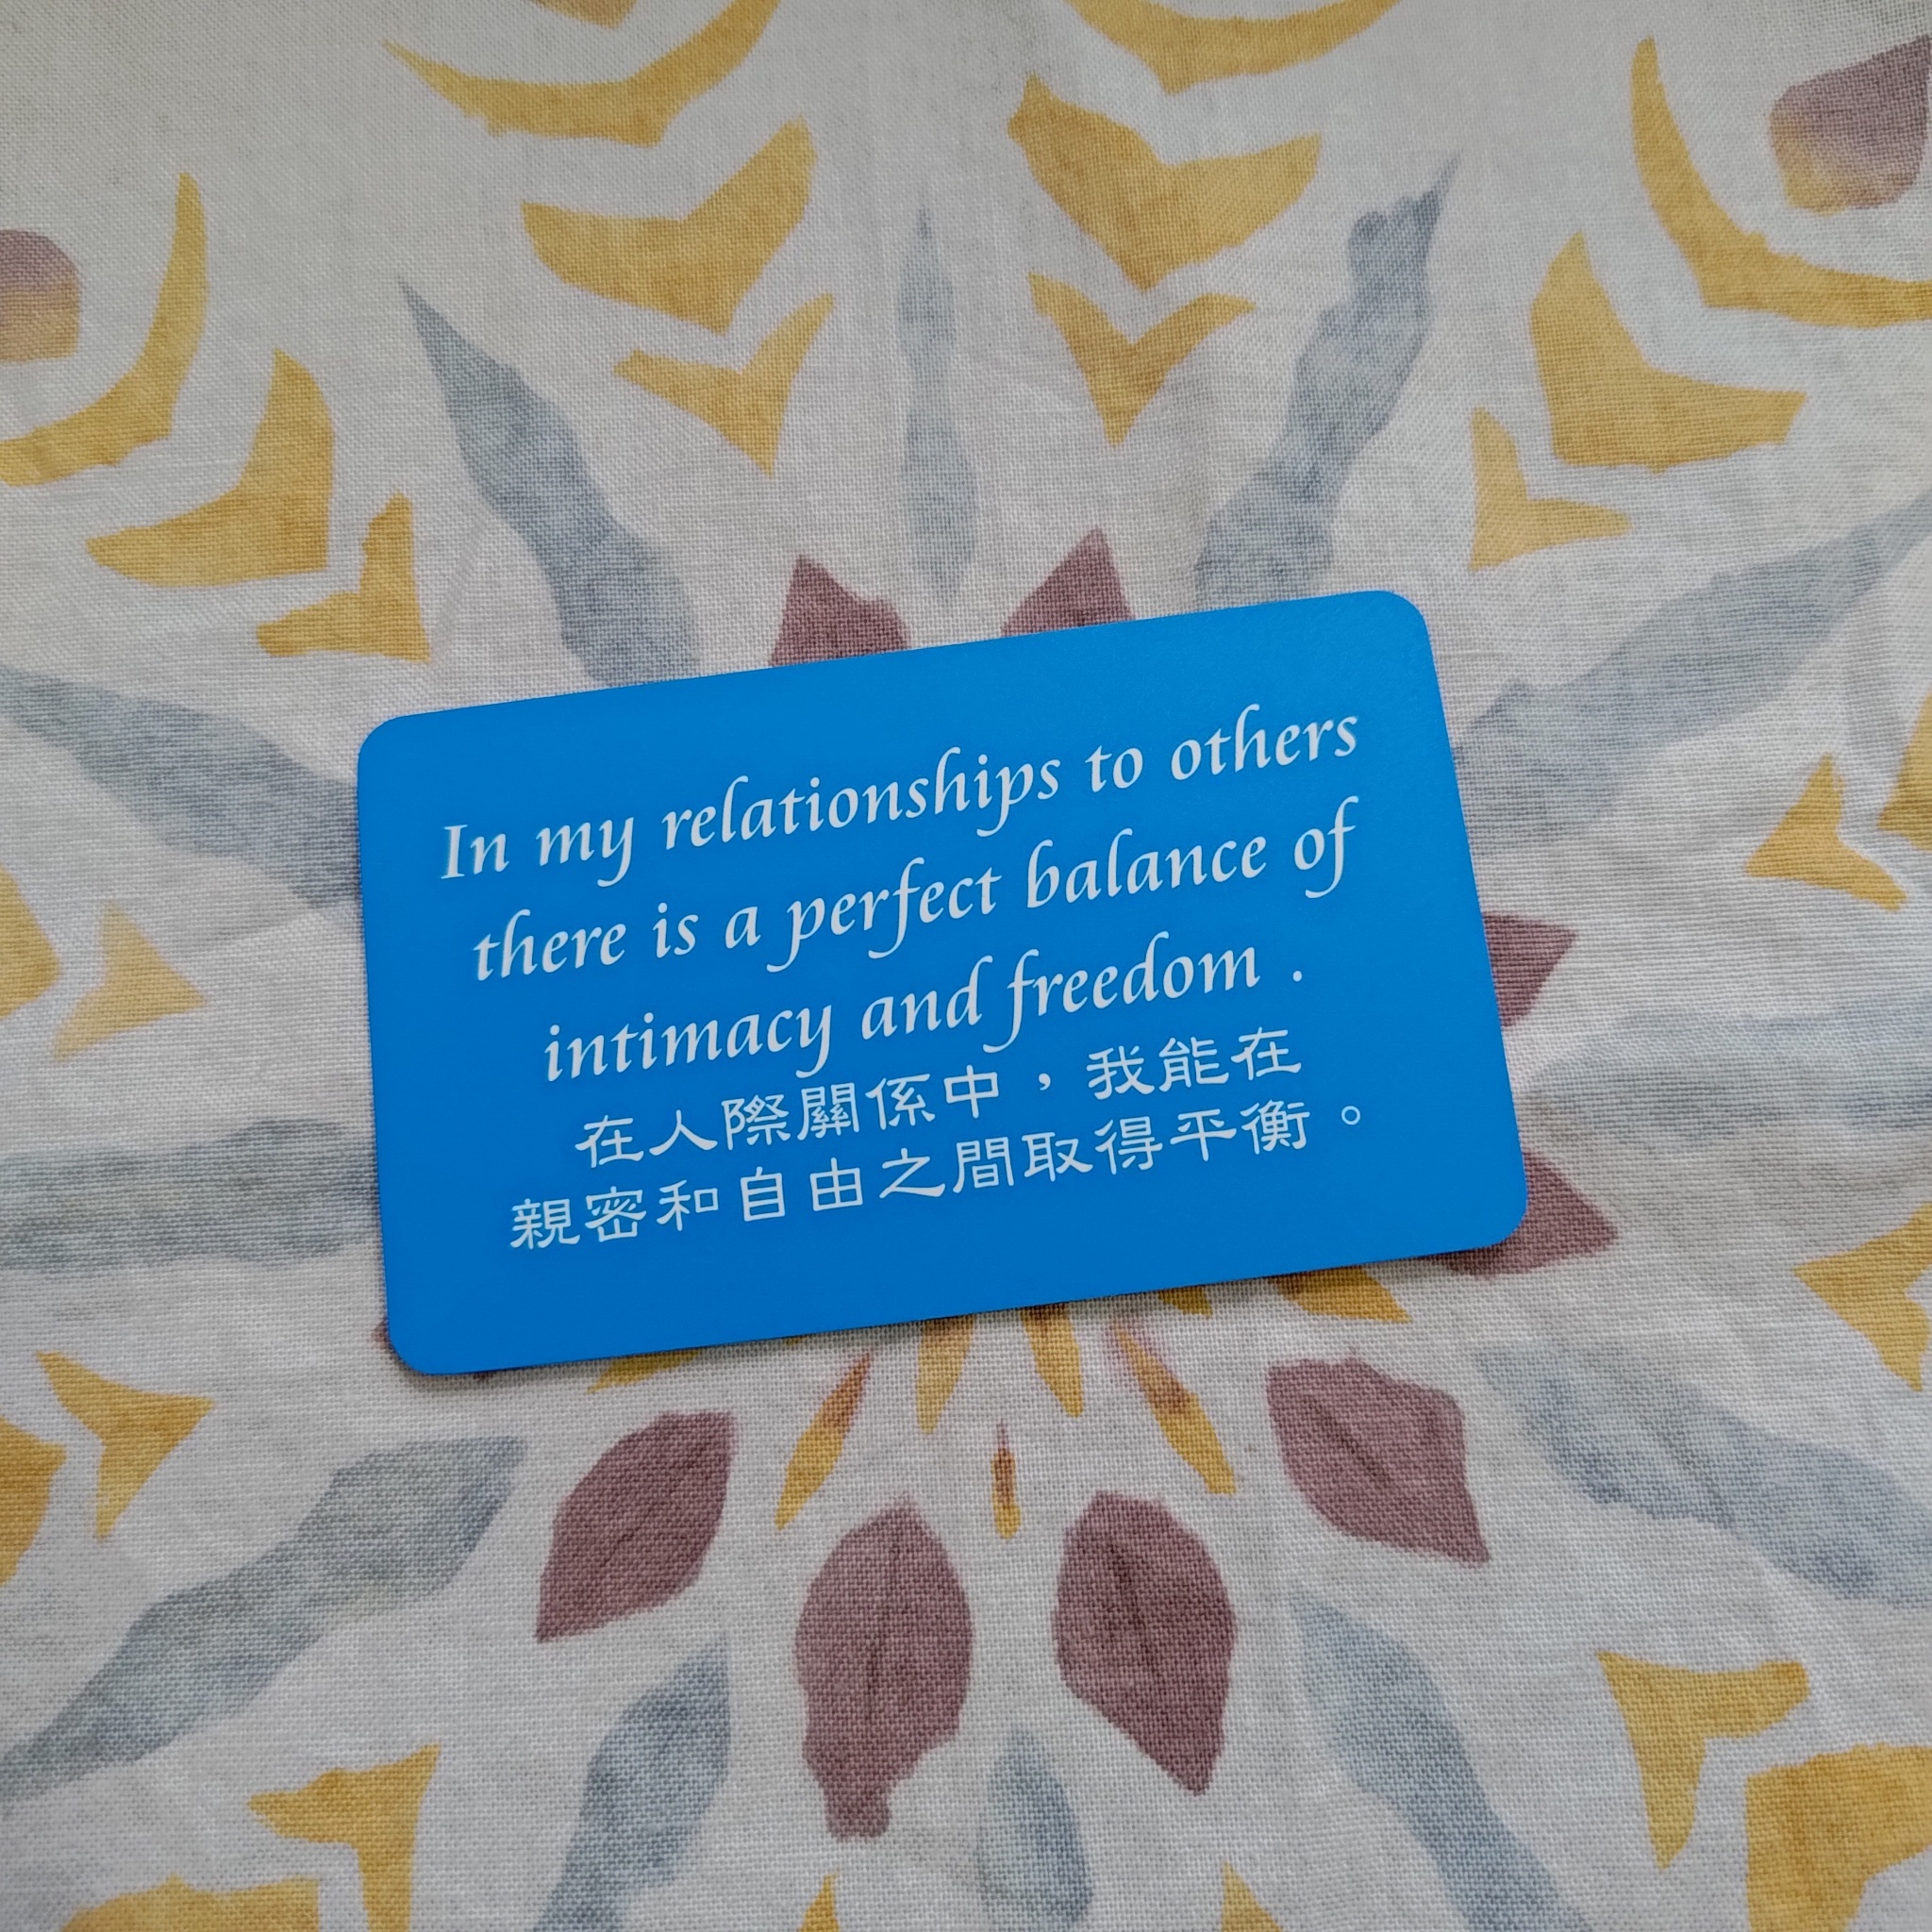 In my relationships to others
there is a perfect balance of
intimacy and freedom .
在人際關係中，我能在
親密和自由之間取得平衡。